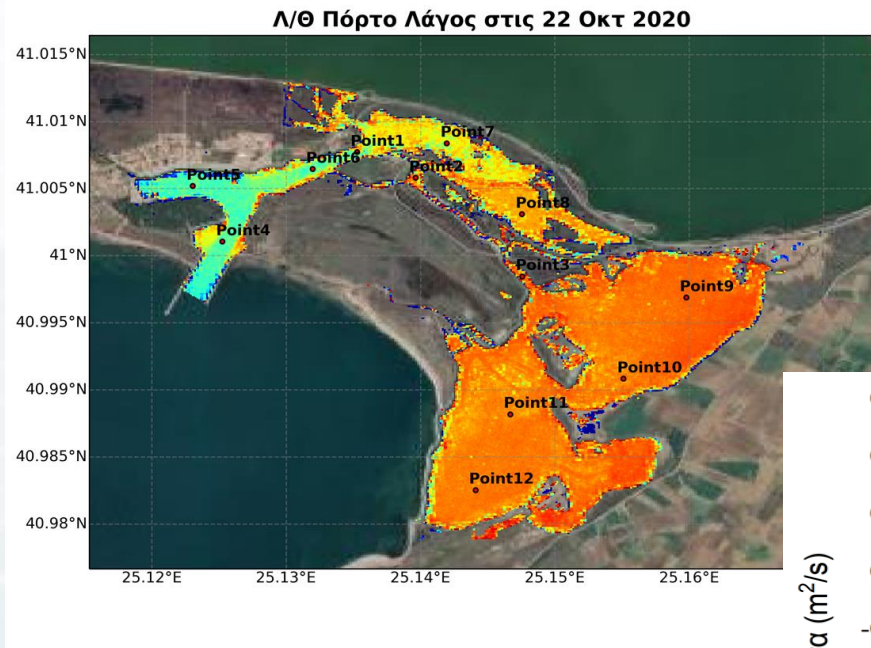 Λ/Θ Πόρτο Λάγος στις 22 Οκτ 2020
41.015°N
41.01°N
41.005°N
41°N
40.995°N
40.99°N
40.985°N
40.98°N
Point1
Point7
Point6
Point2
Point5
Point8
Point4
Point3
Point9
Point10
Point11
Point12
25.12°E
25.13°E
25.14°E
25.15°E
25.16°E
α (m²/s)